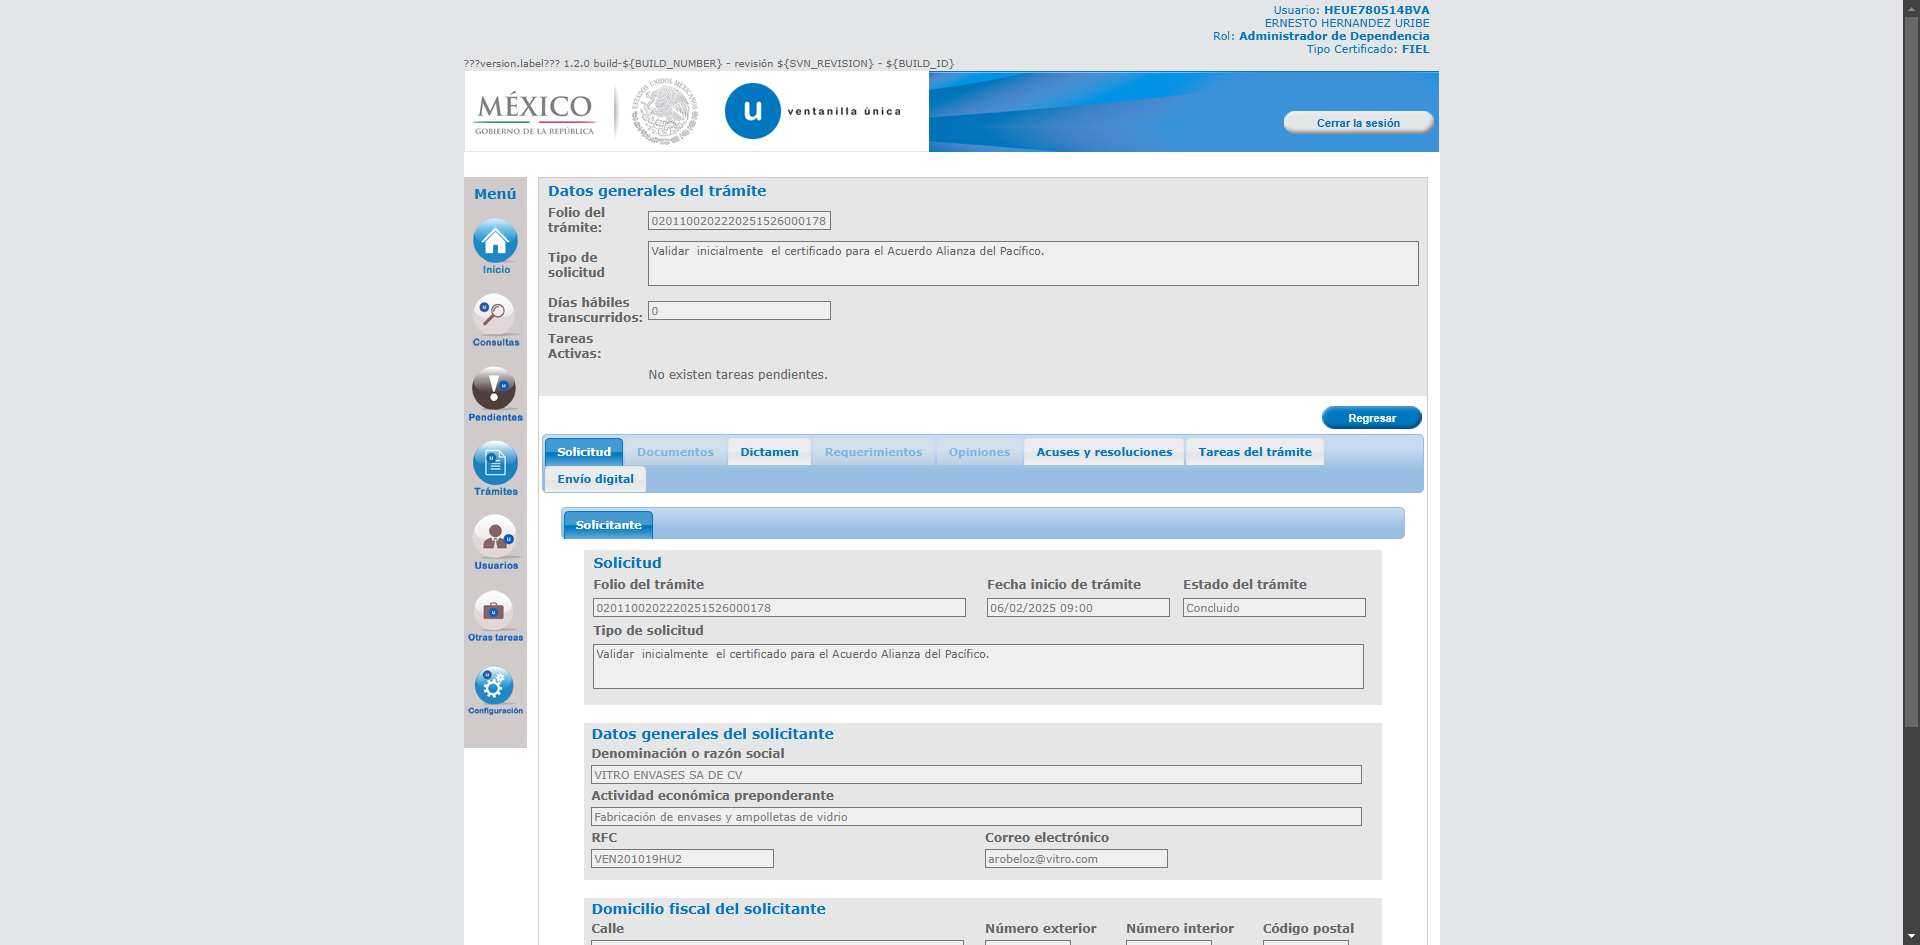 Usuario: HEUE780514BVA
ERNESTO HERNANDEZ URIBE
Rol: Administrador de Dependencia
Tipo Certificado: FIEL
???version.label??? 1.2.0 build-${BUILD_NUMBER} - revisión ${SVN_REVISION} - ${BUILD_ID}
MÉXICO
GOBIERNO DE LA REPÚBLICA
ESTADOS UNIDOS MEXICANOS
u ventanilla única
Cerrar la sesión
Menú
Inicio
Consultas
Pendientes
Trámites
Usuarios
Otras tareas
Configuración
Datos generales del trámite
Folio del
trámite:
0201100202220251526000178
Tipo de
solicitud
Validar  inicialmente  el certificado para el Acuerdo Alianza del Pacífico.
Días hábiles
transcurridos:
0
Tareas
Activas:
No existen tareas pendientes.
Regresar
Solicitud Documentos Dictamen Requerimientos Opiniones Acuses y resoluciones Tareas del trámite
Envío digital
Solicitante
Solicitud
Folio del trámite Fecha inicio de trámite Estado del trámite
0201100202220251526000178 06/02/2025 09:00 Concluido
Tipo de solicitud
Validar  inicialmente  el certificado para el Acuerdo Alianza del Pacífico.
Datos generales del solicitante
Denominación o razón social
VITRO ENVASES SA DE CV
Actividad económica preponderante
Fabricación de envases y ampolletas de vidrio
RFC Correo electrónico
VEN201019HU2 arobeloz@vitro.com
Domicilio fiscal del solicitante
Calle Número exterior Número interior Código postal